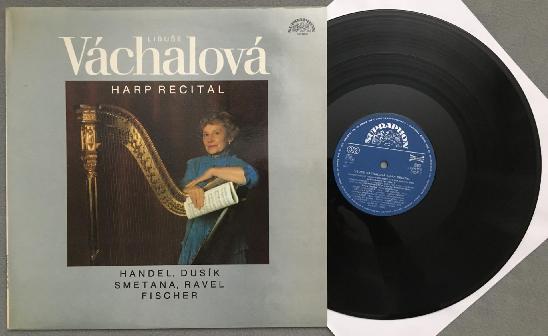 LIBUŠE
Váchalová
HARP RECITAL
HANDEL, DUSÍK
SMETANA, RAVEL
FISCHER
SUPRAPHON